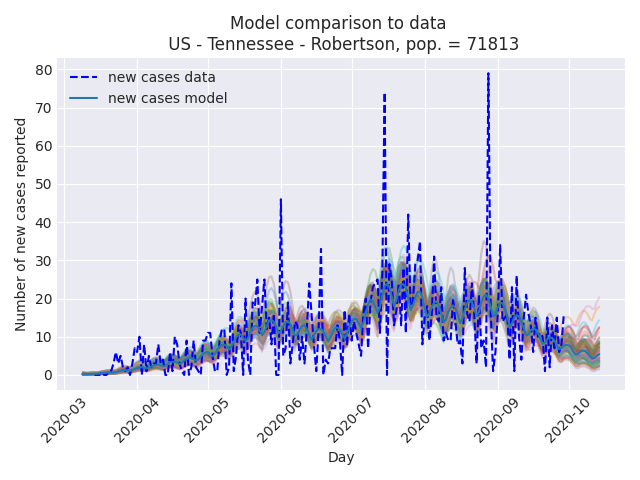 Model comparison to data
US - Tennessee - Robertson, pop. = 71813
80
70
60
50
40
30
20
10
0
Number of new cases reported
new cases data
new cases model
2020-03
2020-04
2020-05
2020-06
2020-07
2020-08
2020-09
2020-10
Day